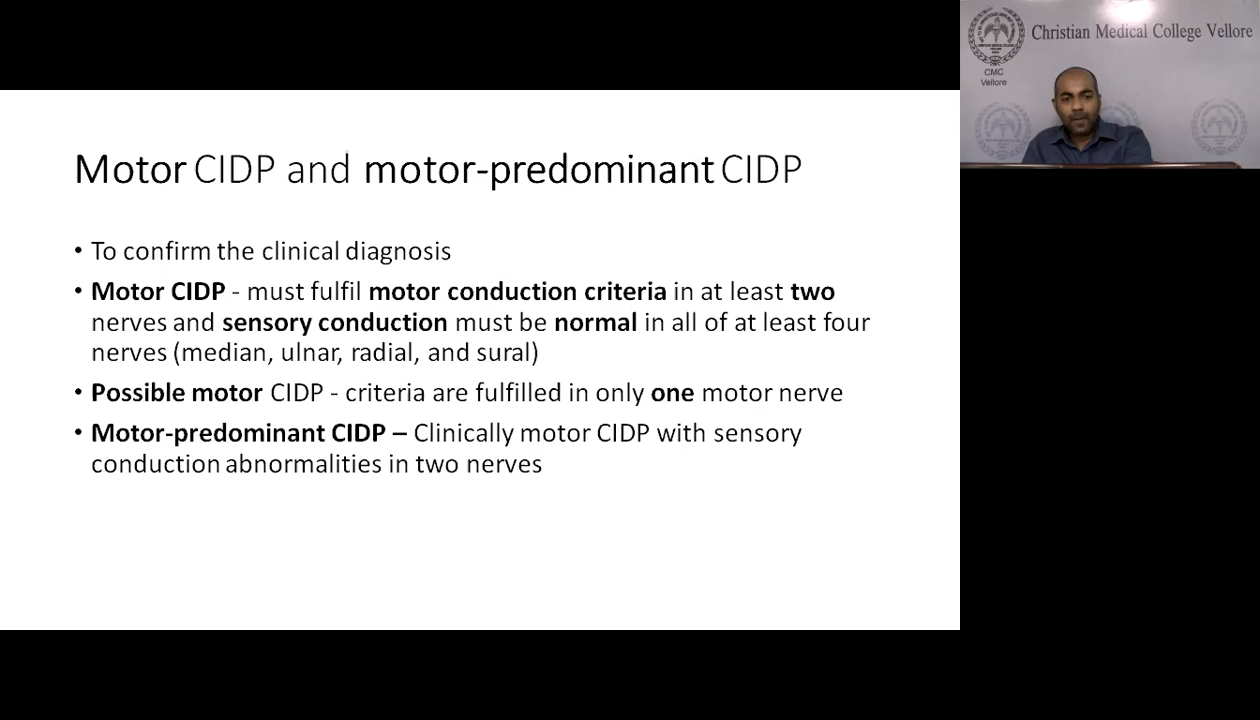 Motor CIDP and motor-predominant CIDP
• To confirm the clinical diagnosis
• Motor CIDP - must fulfil motor conduction criteria in at least two
nerves and sensory conduction must be normal in all of at least four
nerves (median, ulnar, radial, and sural)
• Possible motor CIDP - criteria are fulfilled in only one motor nerve
• Motor-predominant CIDP – Clinically motor CIDP with sensory
conduction abnormalities in two nerves
Christian Medical College Vellore
CMC
Vellore